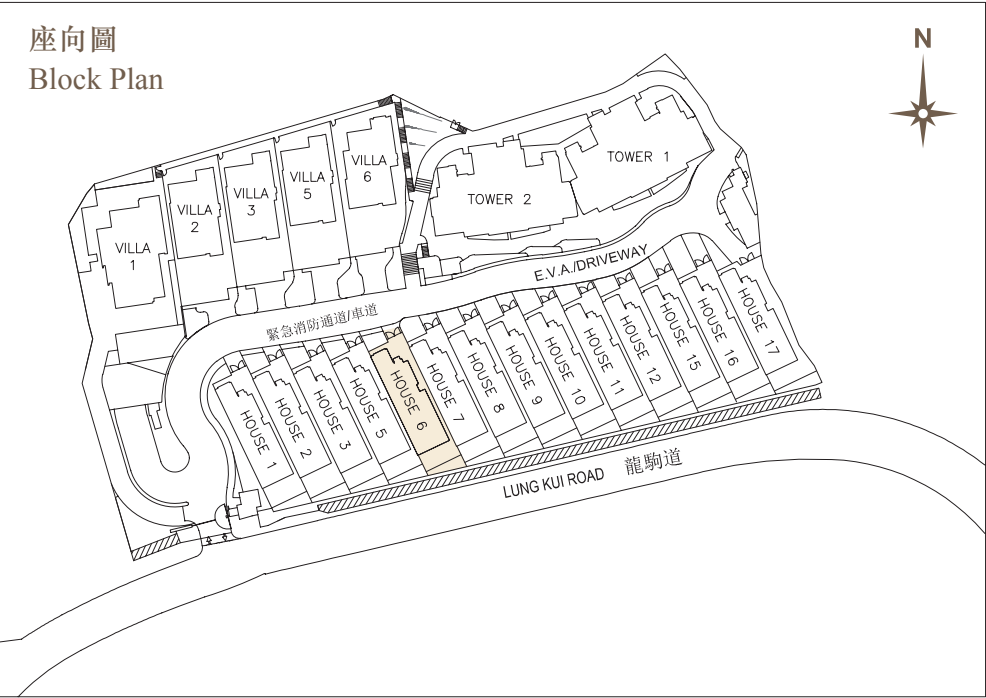 座向圖
Block Plan
N
VILLA
1
VILLA
2
VILLA
3
VILLA
5
VILLA
6
TOWER 2
TOWER 1
E.V.A./DRIVEWAY
緊急消防通道/車道
HOUSE 1
HOUSE 2
HOUSE 3
HOUSE 5
HOUSE 6
HOUSE 7
HOUSE 8
HOUSE 9
HOUSE 10
HOUSE 11
HOUSE 12
HOUSE 15
HOUSE 16
HOUSE 17
LUNG KUI ROAD 龍駒道